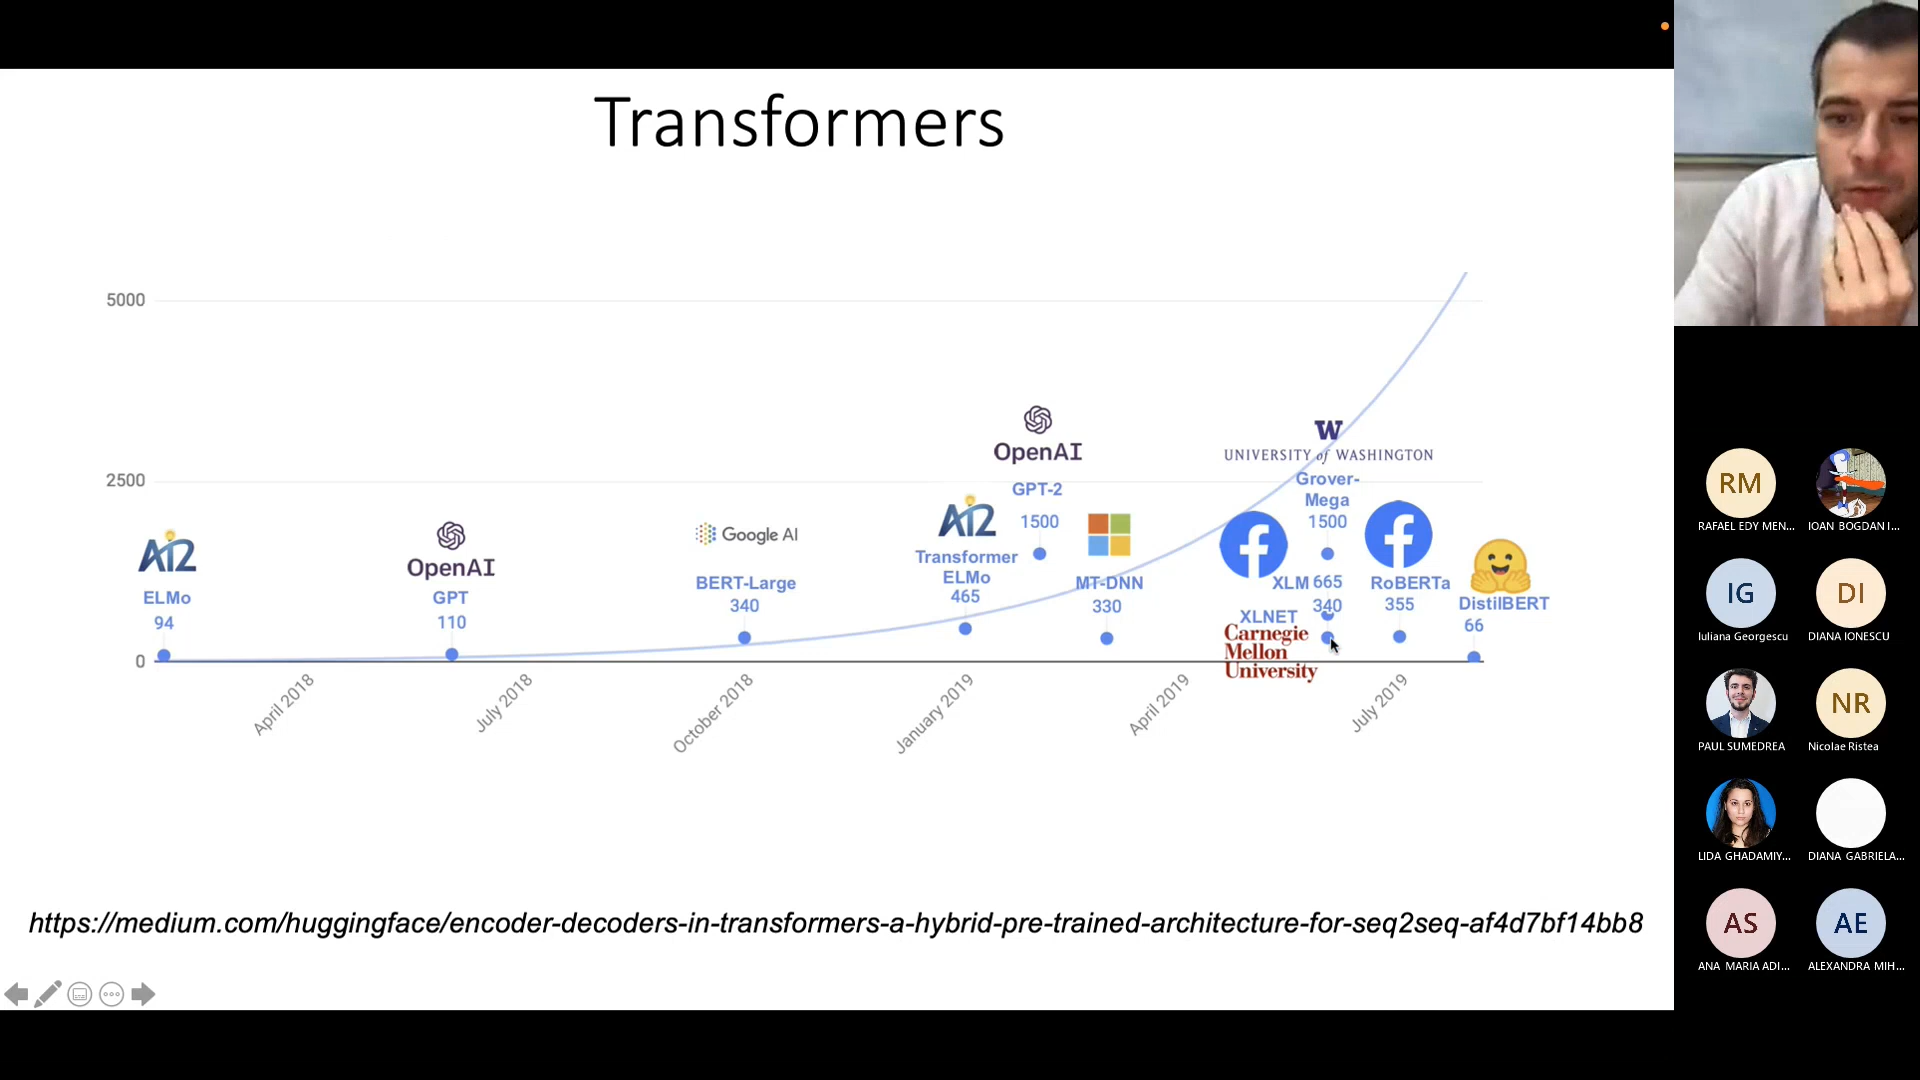 Transformers
5000
2500
0
AI2
ELMo
94
OpenAI
GPT
110
Google AI
BERT-Large
340
AI2
Transformer
ELMo
465
OpenAI
GPT-2
1500
MT-DNN
330
W
UNIVERSITY of WASHINGTON
Grover-
Mega
1500
XLM 665
340
XLNET
Carnegie
Mellon
University
RoBERTa
355
DistilBERT
66
April 2018
July 2018
October 2018
January 2019
April 2019
July 2019
https://medium.com/huggingface/encoder-decoders-in-transformers-a-hybrid-pre-trained-architecture-for-seq2seq-af4d7bf14bb8
RM
RAFAEL EDY MEN...
IOAN BOGDAN I...
IG
Iuliana Georgescu
DI
DIANA IONESCU
PAUL SUMEDREA
NR
Nicolae Ristea
LIDA GHADAMIY...
DIANA GABRIELA...
AS
ANA MARIA ADI...
AE
ALEXANDRA MIH...